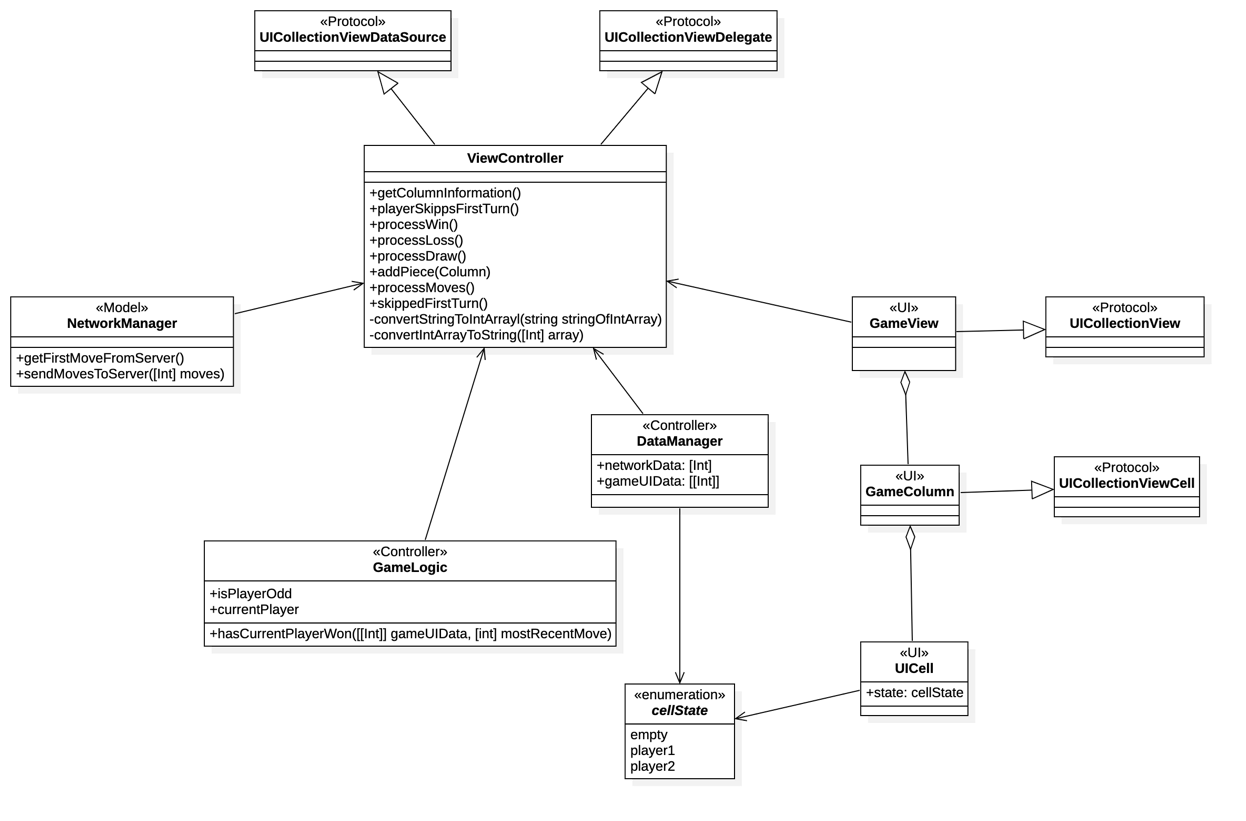 «Protocol»
UICollectionViewDataSource
«Protocol»
UICollectionViewDelegate
ViewController
+getColumnInformation()
+playerSkippsFirstTurn()
+processWin()
+processLoss()
+processDraw()
+addPiece(Column)
+processMoves()
+skippedFirstTurn()
-convertStringToIntArrayl(string stringOfIntArray)
-convertIntArrayToString([Int] array)
«Model»
NetworkManager
+getFirstMoveFromServer()
+sendMovesToServer([Int] moves)
«UI»
GameView
«Protocol»
UICollectionView
«Controller»
DataManager
+networkData: [Int]
+gameUIData: [[Int]]
«UI»
GameColumn
«Protocol»
UICollectionViewCell
«Controller»
GameLogic
+isPlayerOdd
+currentPlayer
+hasCurrentPlayerWon([[Int]] gameUIData, [int] mostRecentMove)
«UI»
UICell
+state: cellState
«enumeration»
cellState
empty
player1
player2